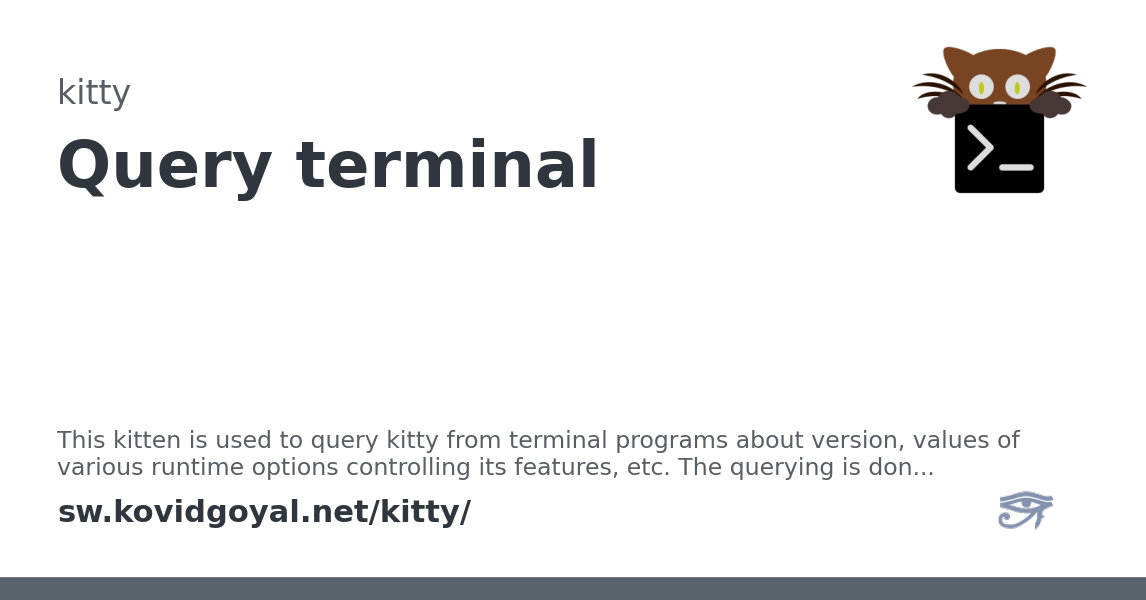 kitty
Query terminal
This kitten is used to query kitty from terminal programs about version, values of
various runtime options controlling its features, etc. The querying is don...
sw.kovidgoyal.net/kitty/